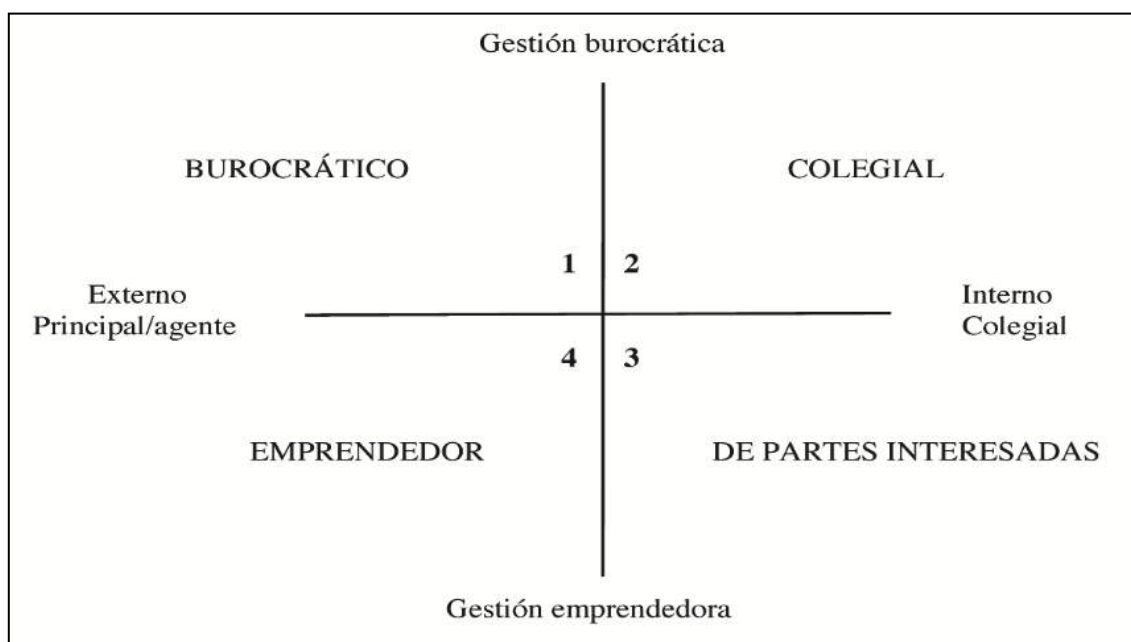 Gestión burocrática
BUROCRÁTICO
COLEGIAL
1
2
Externo
Principal/agente
Interno
Colegial
4
3
EMPRENDEDOR
DE PARTES INTERESADAS
Gestión emprendedora